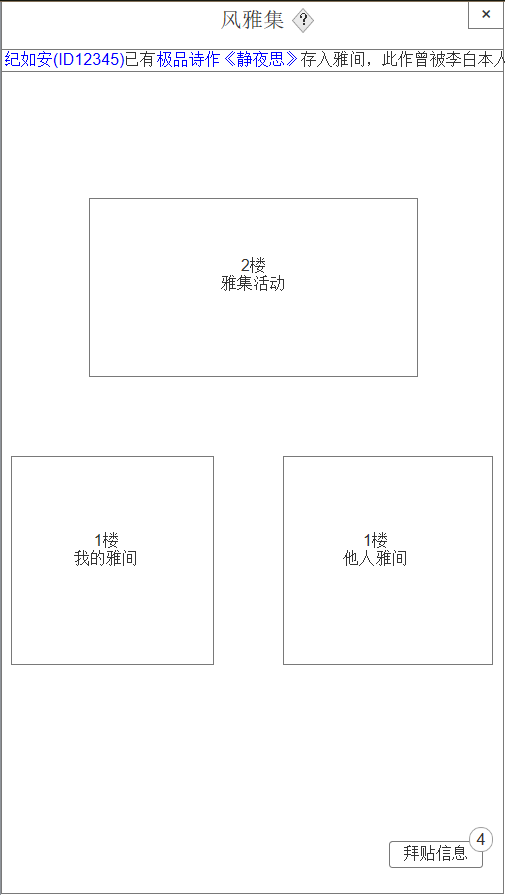 风雅集 ?
×
纪如安(ID12345)已有极品诗作《静夜思》存入雅间，此作曾被李白本人
2楼
雅集活动
1楼
我的雅间
1楼
他人雅间
4
拜贴信息